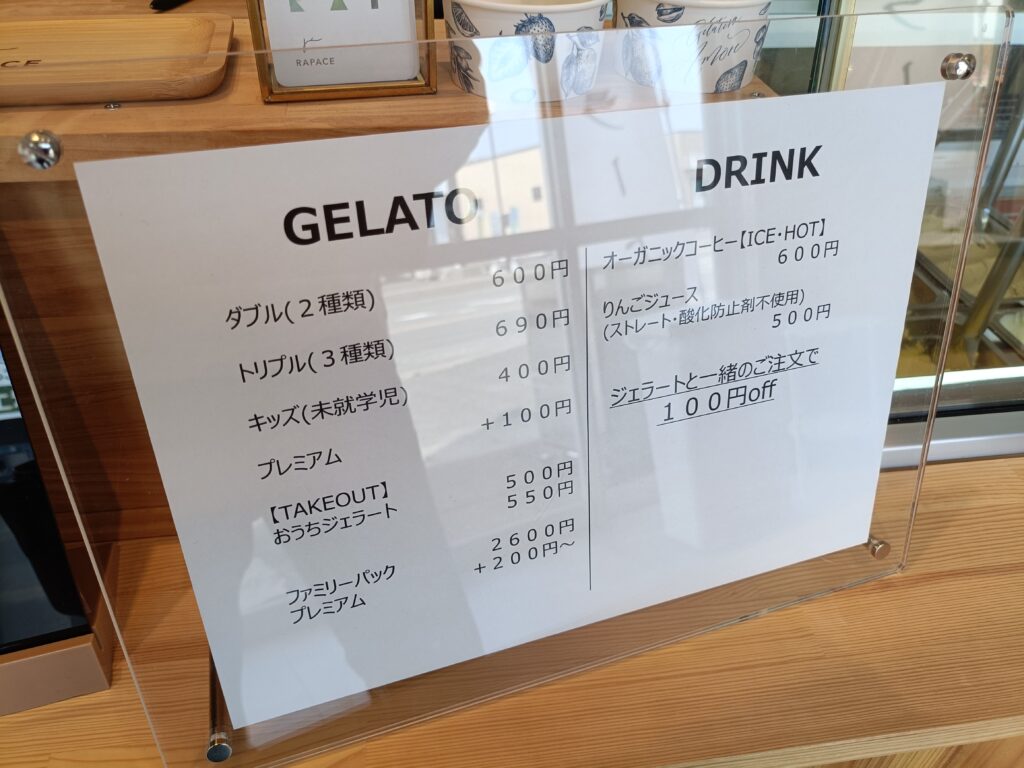 RAPACE
GELATO
ダブル(２種類) ６００円
トリプル(３種類) ６９０円
キッズ(未就学児) ４００円
プレミアム ＋１００円
【TAKEOUT】 ５００円
おうちジェラート ５５０円
ファミリーパック ２６００円
プレミアム ＋２００円～
DRINK
オーガニックコーヒー【ICE・HOT】
６００円
りんごジュース
(ストレート・酸化防止剤不使用)
５００円
ジェラートと一緒のご注文で
１００円off